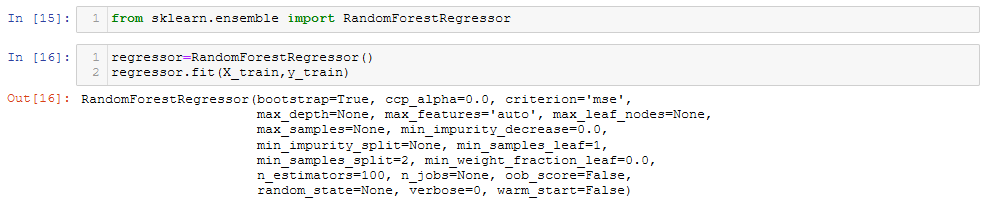 In [15]: 1 from sklearn.ensemble import RandomForestRegressor
In [16]: 1 regressor=RandomForestRegressor()
2 regressor.fit(X_train,y_train)
Out[16]: RandomForestRegressor(bootstrap=True, ccp_alpha=0.0, criterion='mse',
max_depth=None, max_features='auto', max_leaf_nodes=None,
max_samples=None, min_impurity_decrease=0.0,
min_impurity_split=None, min_samples_leaf=1,
min_samples_split=2, min_weight_fraction_leaf=0.0,
n_estimators=100, n_jobs=None, oob_score=False,
random_state=None, verbose=0, warm_start=False)